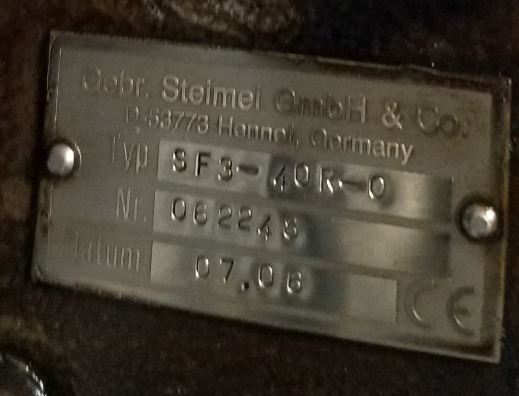 Gebr. Steimel GmbH & Co.
D-53773 Hennef, Germany
Typ SF3-40R-0
Nr. 062248
Datum 07.06
CE